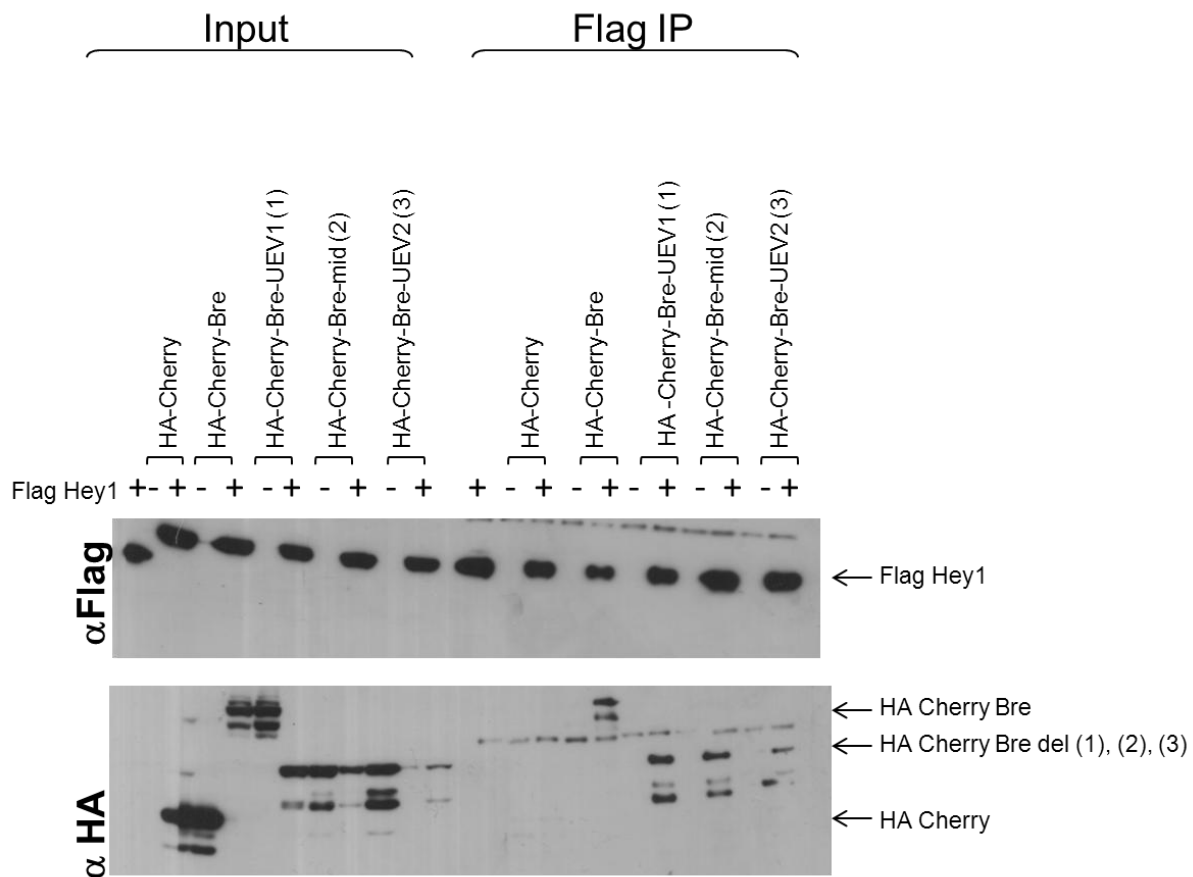 Input
Flag IP
HA-Cherry
HA-Cherry-Bre
HA-Cherry-Bre-UEV1 (1)
HA-Cherry-Bre-mid (2)
HA-Cherry-Bre-UEV2 (3)
HA-Cherry
HA-Cherry-Bre
HA -Cherry-Bre-UEV1 (1)
HA-Cherry-Bre-mid (2)
HA-Cherry-Bre-UEV2 (3)
Flag Hey1 + - + - + - + - + - + + - + - + - + - + - +
αFlag
Flag Hey1
α HA
HA Cherry Bre
HA Cherry Bre del (1), (2), (3)
HA Cherry